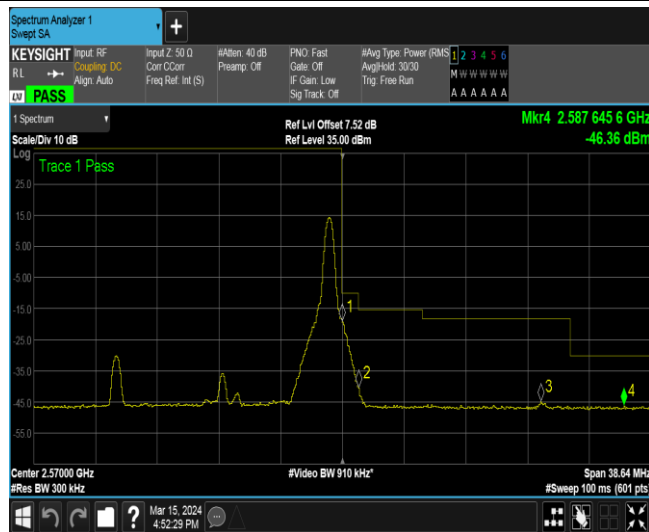 Spectrum Analyzer 1
Swept SA
KEYSIGHT
Input: RF
Coupling: DC
Align: Auto
Input Z: 50 Ω
Corr CCorr
Freq Ref: Int (S)
#Atten: 40 dB
Preamp: Off
PNO: Fast
Gate: Off
IF Gain: Low
Sig Track: Off
#Avg Type: Power (RMS
Avg|Hold: 30/30
Trig: Free Run
1 2 3 4 5 6
M W W W W W
A A A A A A
R L
LXI PASS
1 Spectrum
Scale/Div 10 dB
Ref Lvl Offset 7.52 dB
Ref Level 35.00 dBm
Mkr4 2.587 645 6 GHz
-46.36 dBm
Log
Trace 1 Pass
25.0
15.0
5.00
-5.00
-15.0
-25.0
-35.0
-45.0
-55.0
1
2
3
4
Center 2.57000 GHz
#Res BW 300 kHz
#Video BW 910 kHz*
Span 38.64 MHz
#Sweep 100 ms (601 pts)
?
Mar 15, 2024
4:52:29 PM